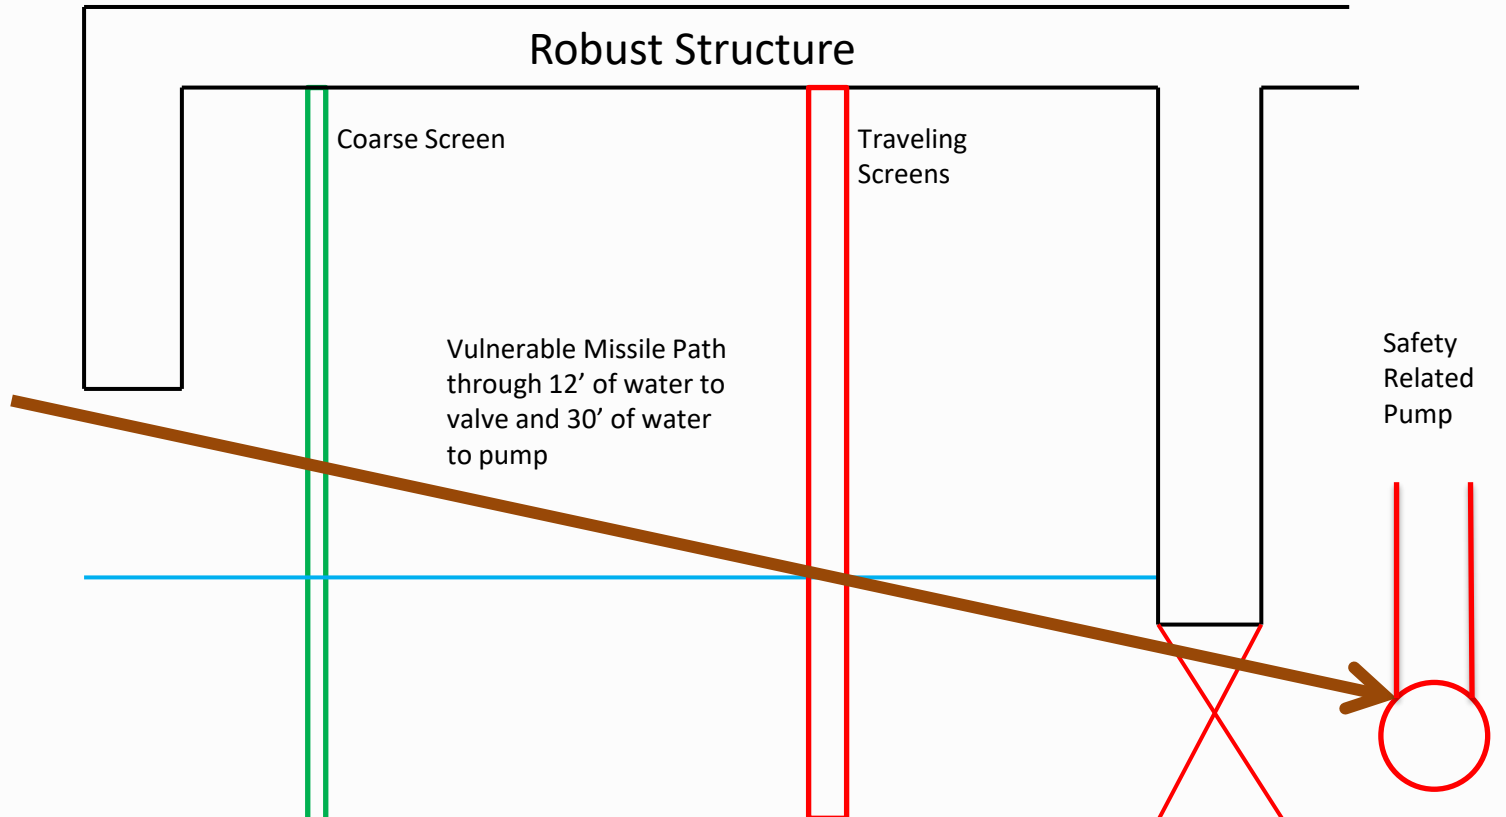 Robust Structure
Coarse Screen
Traveling
Screens
Vulnerable Missile Path
through 12’ of water to
valve and 30’ of water
to pump
Safety
Related
Pump